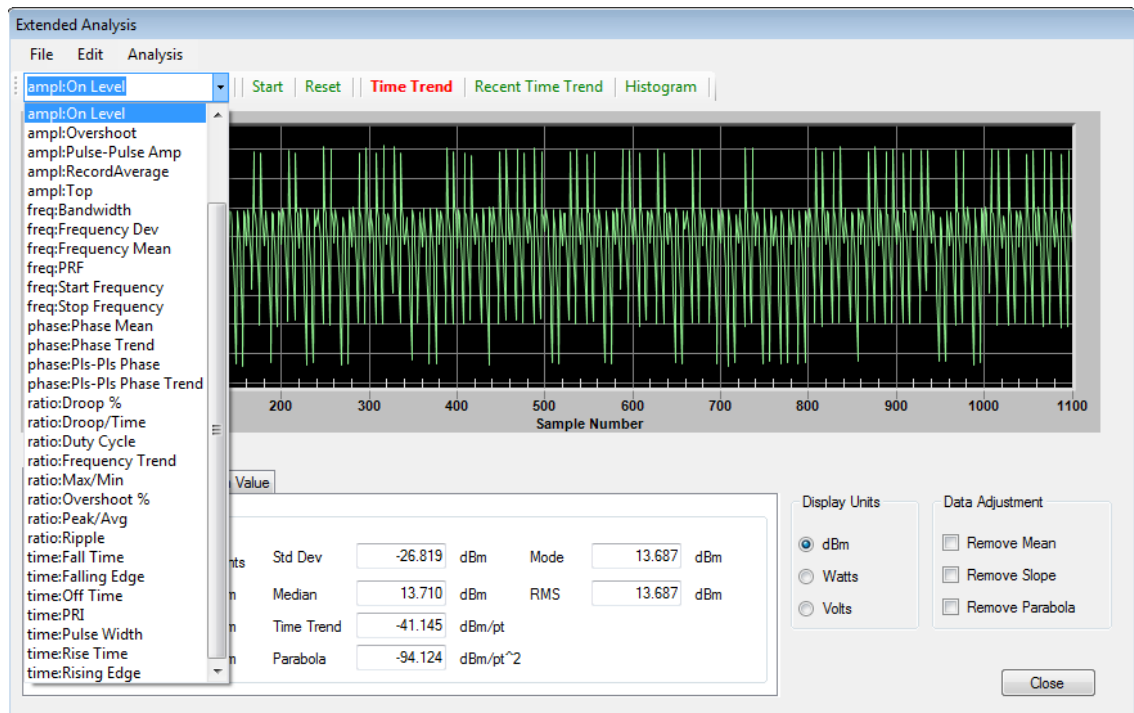 Extended Analysis
File Edit Analysis
ampl:On Level Start Reset Time Trend Recent Time Trend Histogram
ampl:On Level
ampl:Overshoot
ampl:Pulse-Pulse Amp
ampl:RecordAverage
ampl:Top
freq:Bandwidth
freq:Frequency Dev
freq:Frequency Mean
freq:PRF
freq:Start Frequency
freq:Stop Frequency
phase:Phase Mean
phase:Phase Trend
phase:Pls-Pls Phase
phase:Pls-Pls Phase Trend
ratio:Droop %
ratio:Droop/Time
ratio:Duty Cycle
ratio:Frequency Trend
ratio:Max/Min
ratio:Overshoot %
ratio:Peak/Avg
ratio:Ripple
time:Fall Time
time:Falling Edge
time:Off Time
time:PRI
time:Pulse Width
time:Rise Time
time:Rising Edge
200 300 400 500 600 700 800 900 1000 1100
Sample Number
Value
Std Dev -26.819 dBm Mode 13.687 dBm
Median 13.710 dBm RMS 13.687 dBm
Time Trend -41.145 dBm/pt
Parabola -94.124 dBm/pt^2
Display Units
dBm
Watts
Volts
Data Adjustment
Remove Mean
Remove Slope
Remove Parabola
Close